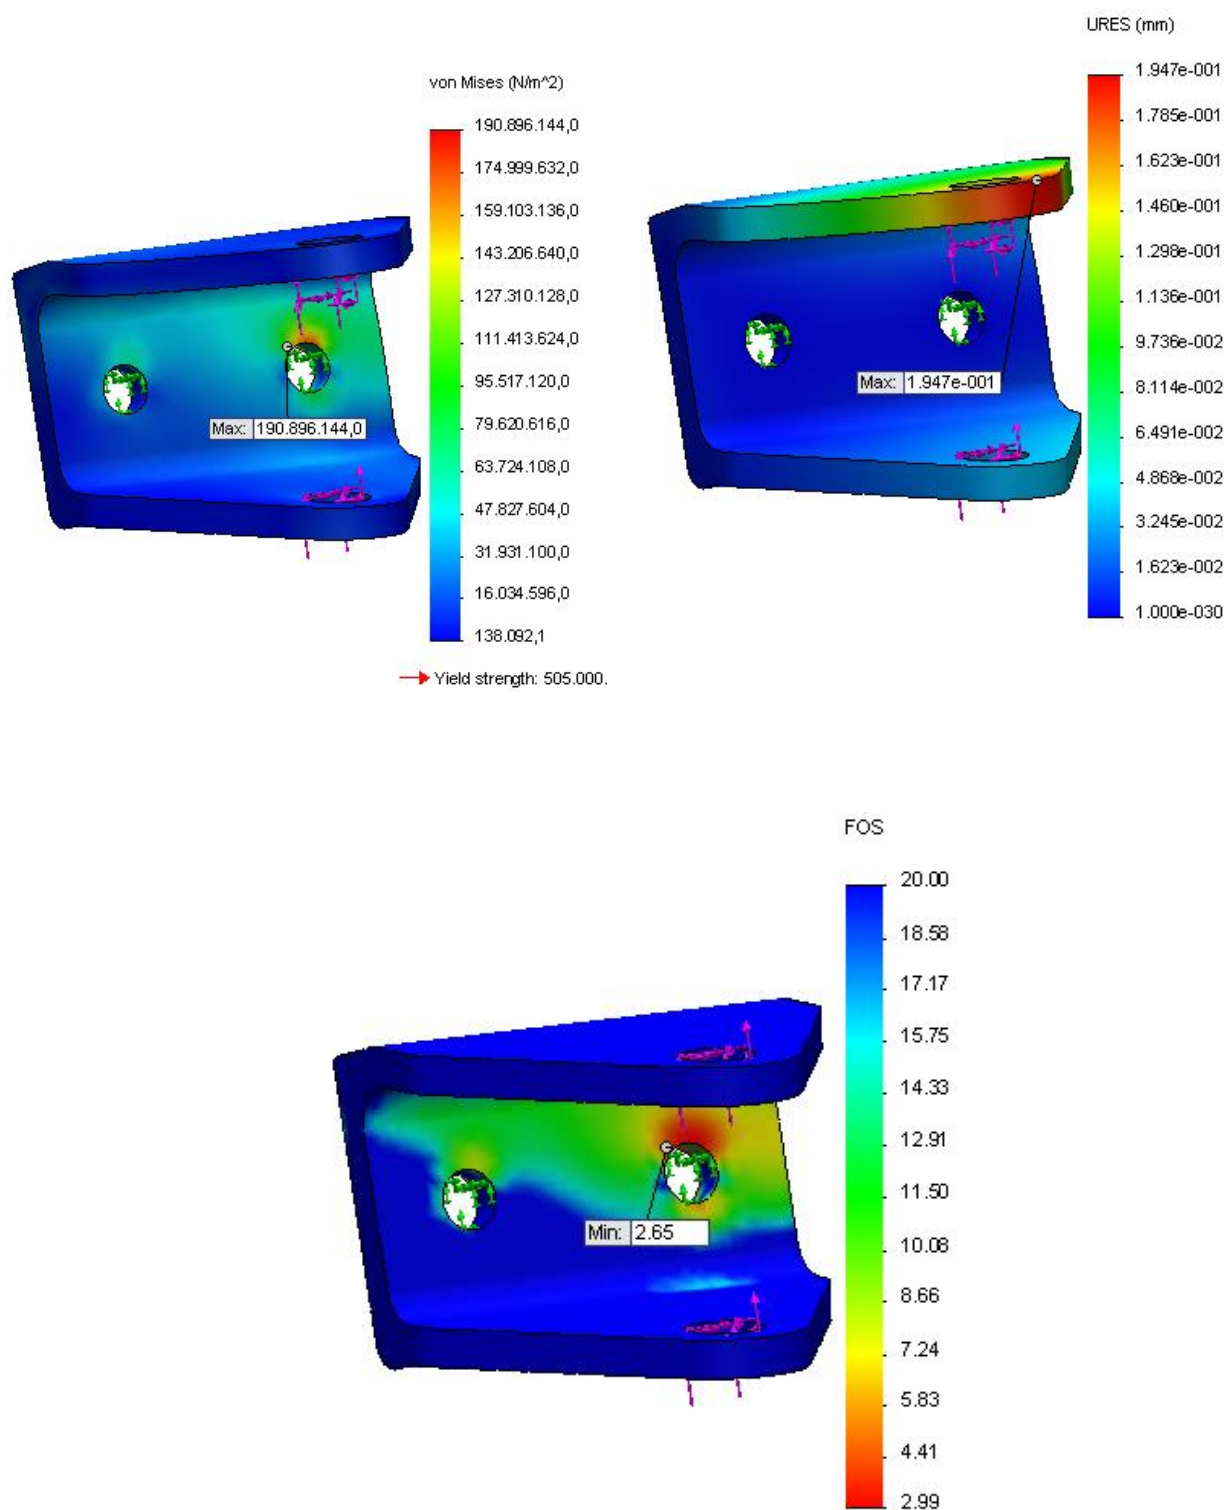 von Mises (N/m^2)
190.896.144,0
174.999.632,0
159.103.136,0
143.206.640,0
127.310.128,0
111.413.624,0
95.517.120,0
79.620.616,0
63.724.108,0
47.827.604,0
31.931.100,0
16.034.596,0
138.092,1
Yield strength: 505.000.
Max: 190.896.144,0
URES (mm)
1.947e-001
1.785e-001
1.623e-001
1.460e-001
1.298e-001
1.136e-001
9.736e-002
8.114e-002
6.491e-002
4.868e-002
3.245e-002
1.623e-002
1.000e-030
Max: 1.947e-001
FOS
20.00
18.58
17.17
15.75
14.33
12.91
11.50
10.08
8.66
7.24
5.83
4.41
2.99
Min: 2.65